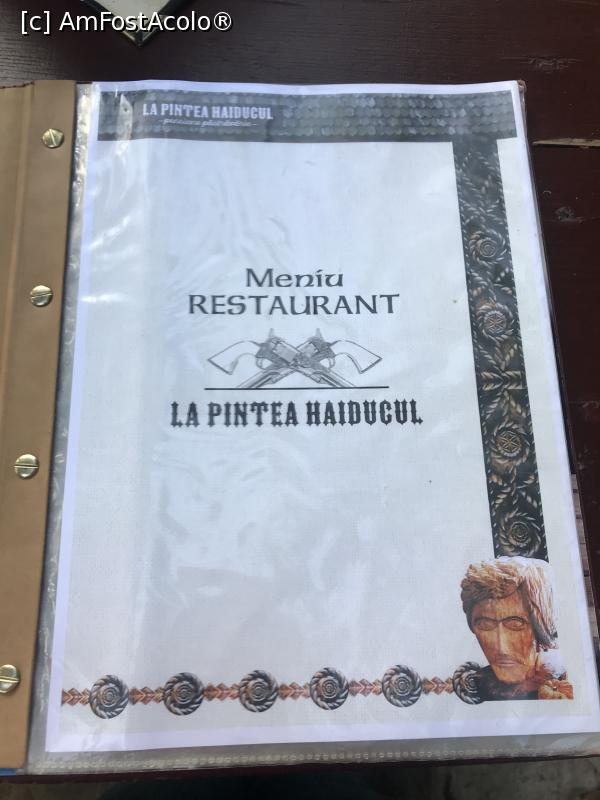 [c] AmFostAcolo®
LA PINTEA HAIDUCUL
Meniu
RESTAURANT
LA PINTEA HAIDUCUL